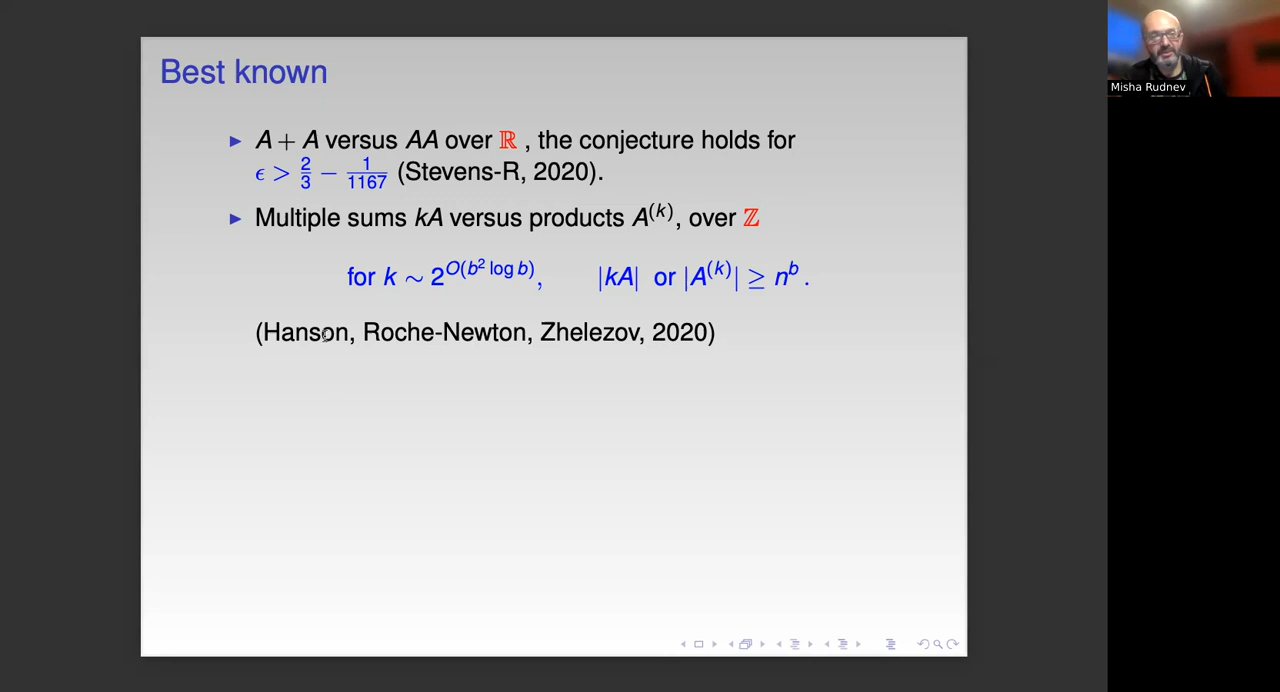 Best known
A + A versus AA over ℝ , the conjecture holds for
ϵ > 2/3 − 1/1167 (Stevens-R, 2020).
Multiple sums kA versus products A^(k), over ℤ
for k ∼ 2^O(b² log b), |kA| or |A^(k)| ≥ n^b .
(Hanson, Roche-Newton, Zhelezov, 2020)
Misha Rudnev